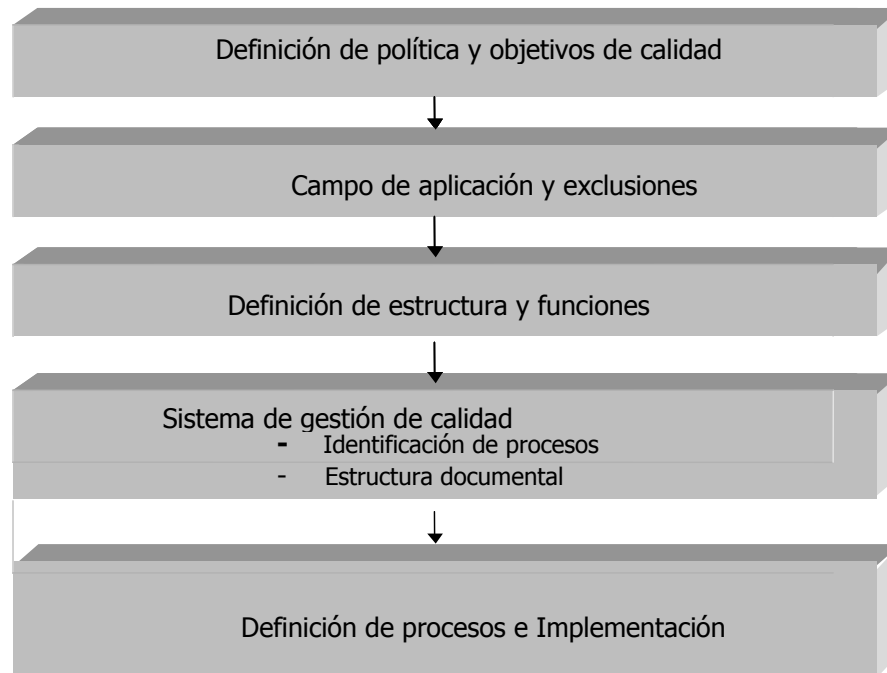 Definición de política y objetivos de calidad
Campo de aplicación y exclusiones
Definición de estructura y funciones
Sistema de gestión de calidad
- Identificación de procesos
- Estructura documental
Definición de procesos e Implementación